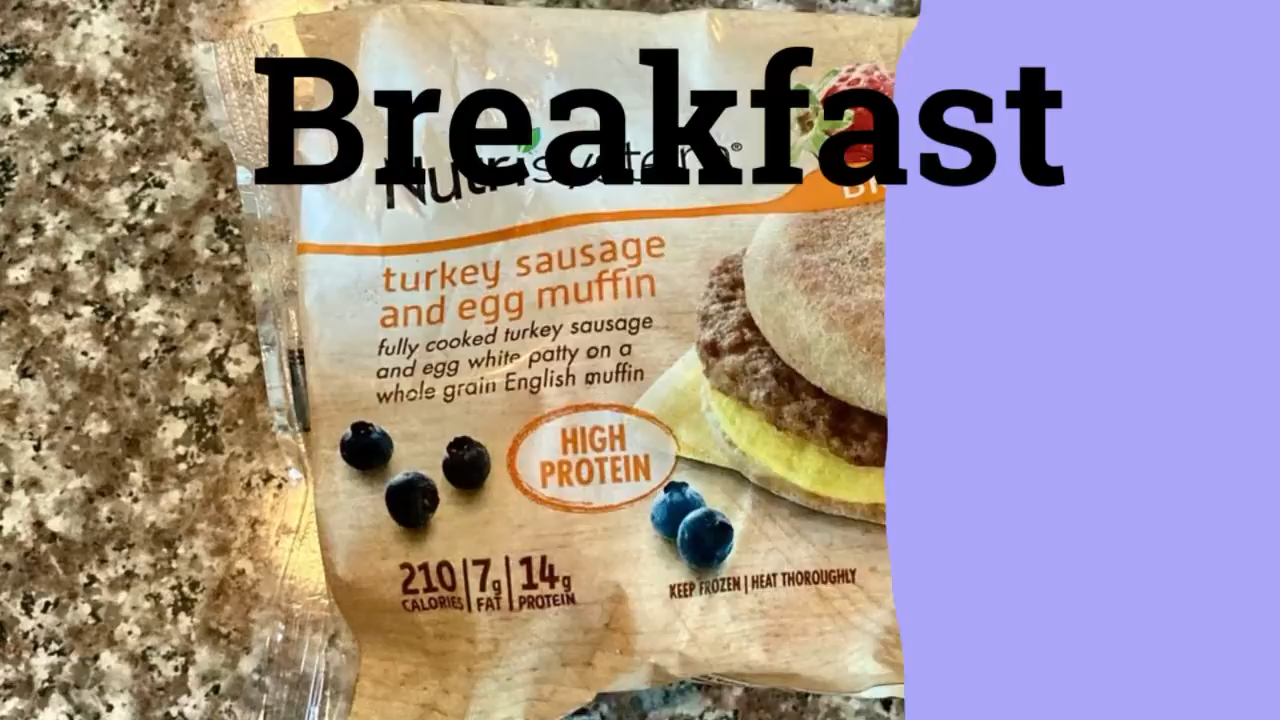 Breakfast
Nutrisystem®
turkey sausage
and egg muffin
fully cooked turkey sausage
and egg white patty on a
whole grain English muffin
HIGH
PROTEIN
210 | 7g | 14g
CALORIES | FAT | PROTEIN
KEEP FROZEN | HEAT THOROUGHLY